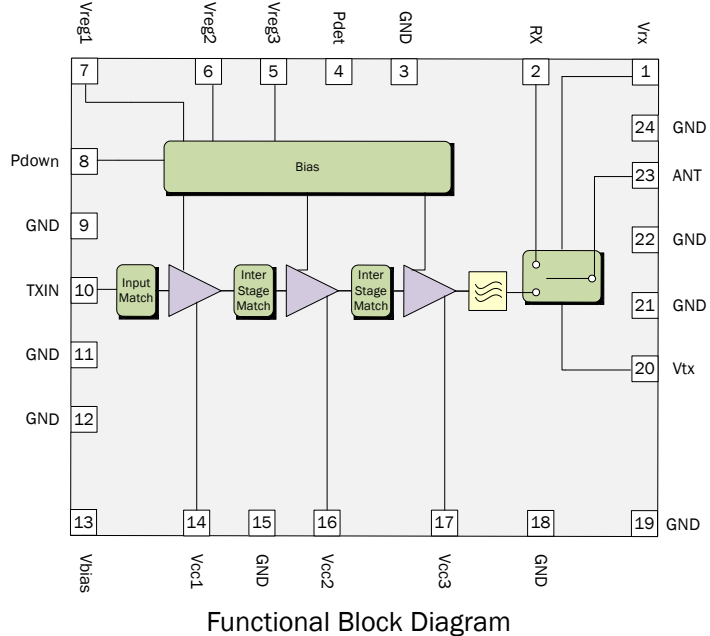 Vreg1
Vreg2
Vreg3
Pdet
GND
RX
Vrx
7
6
5
4
3
2
1
24 GND
Pdown 8
Bias
23 ANT
GND 9
22 GND
TXIN 10
Input
Match
Inter
Stage
Match
Inter
Stage
Match
21 GND
GND 11
20 Vtx
GND 12
13
14
15
16
17
18
19 GND
Vbias
Vcc1
GND
Vcc2
Vcc3
GND
Functional Block Diagram